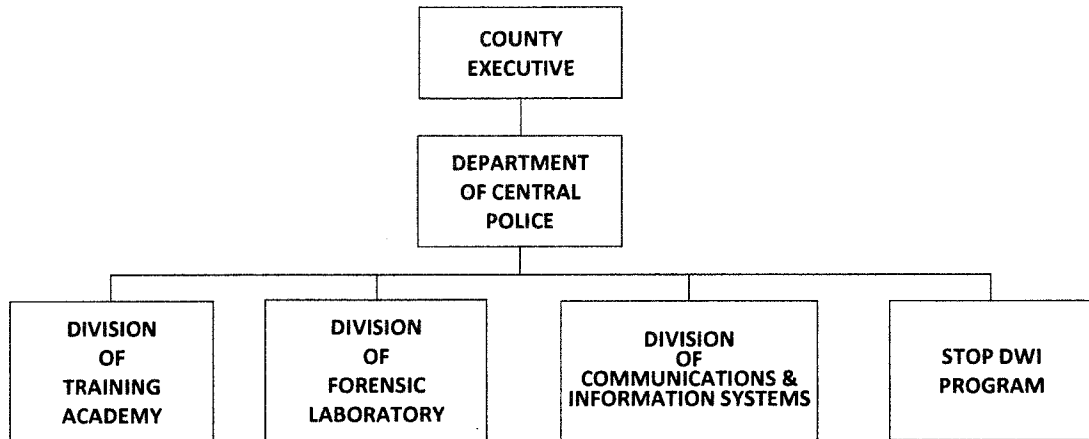 COUNTY
EXECUTIVE
DEPARTMENT
OF CENTRAL
POLICE
DIVISION
OF
TRAINING
ACADEMY
DIVISION
OF
FORENSIC
LABORATORY
DIVISION
OF
COMMUNICATIONS &
INFORMATION SYSTEMS
STOP DWI
PROGRAM